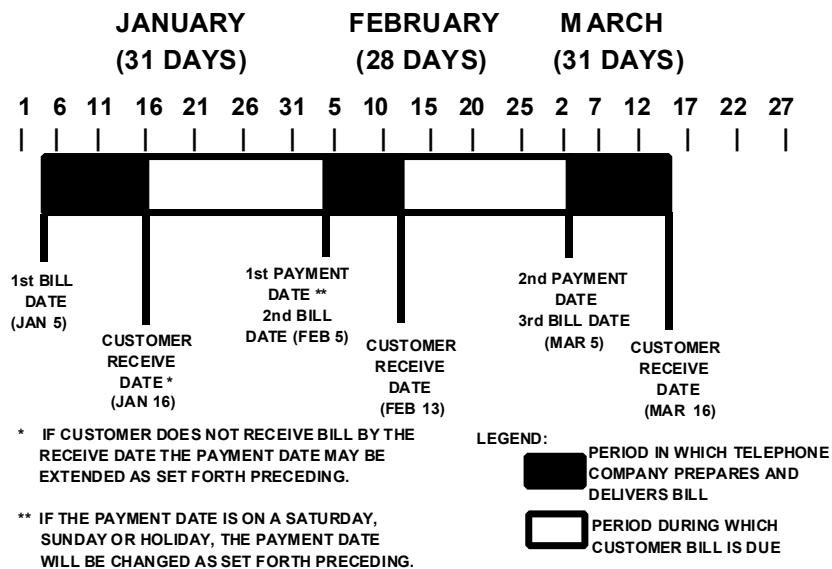 JANUARY FEBRUARY MARCH
(31 DAYS) (28 DAYS) (31 DAYS)
1 6 11 16 21 26 31 5 10 15 20 25 2 7 12 17 22 27
1st BILL
DATE
(JAN 5)
CUSTOMER
RECEIVE
DATE *
(JAN 16)
1st PAYMENT
DATE **
2nd BILL
DATE (FEB 5)
CUSTOMER
RECEIVE
DATE
(FEB 13)
2nd PAYMENT
DATE
3rd BILL DATE
(MAR 5)
CUSTOMER
RECEIVE
DATE
(MAR 16)
* IF CUSTOMER DOES NOT RECEIVE BILL BY THE
RECEIVE DATE THE PAYMENT DATE MAY BE
EXTENDED AS SET FORTH PRECEDING.
** IF THE PAYMENT DATE IS ON A SATURDAY,
SUNDAY OR HOLIDAY, THE PAYMENT DATE
WILL BE CHANGED AS SET FORTH PRECEDING.
LEGEND:
PERIOD IN WHICH TELEPHONE
COMPANY PREPARES AND
DELIVERS BILL
PERIOD DURING WHICH
CUSTOMER BILL IS DUE